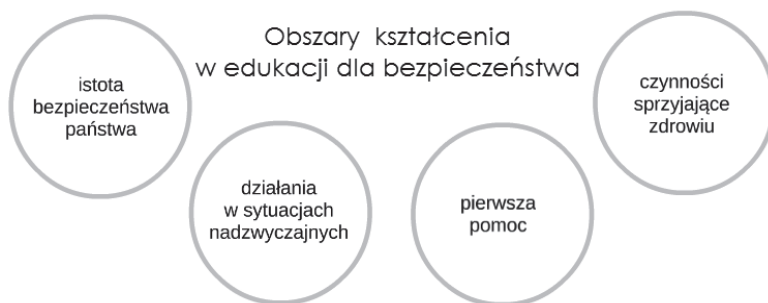 Obszary kształcenia
w edukacji dla bezpieczeństwa
istota
bezpieczeństwa
państwa
działania
w sytuacjach
nadzwyczajnych
pierwsza
pomoc
czynności
sprzyjające
zdrowiu